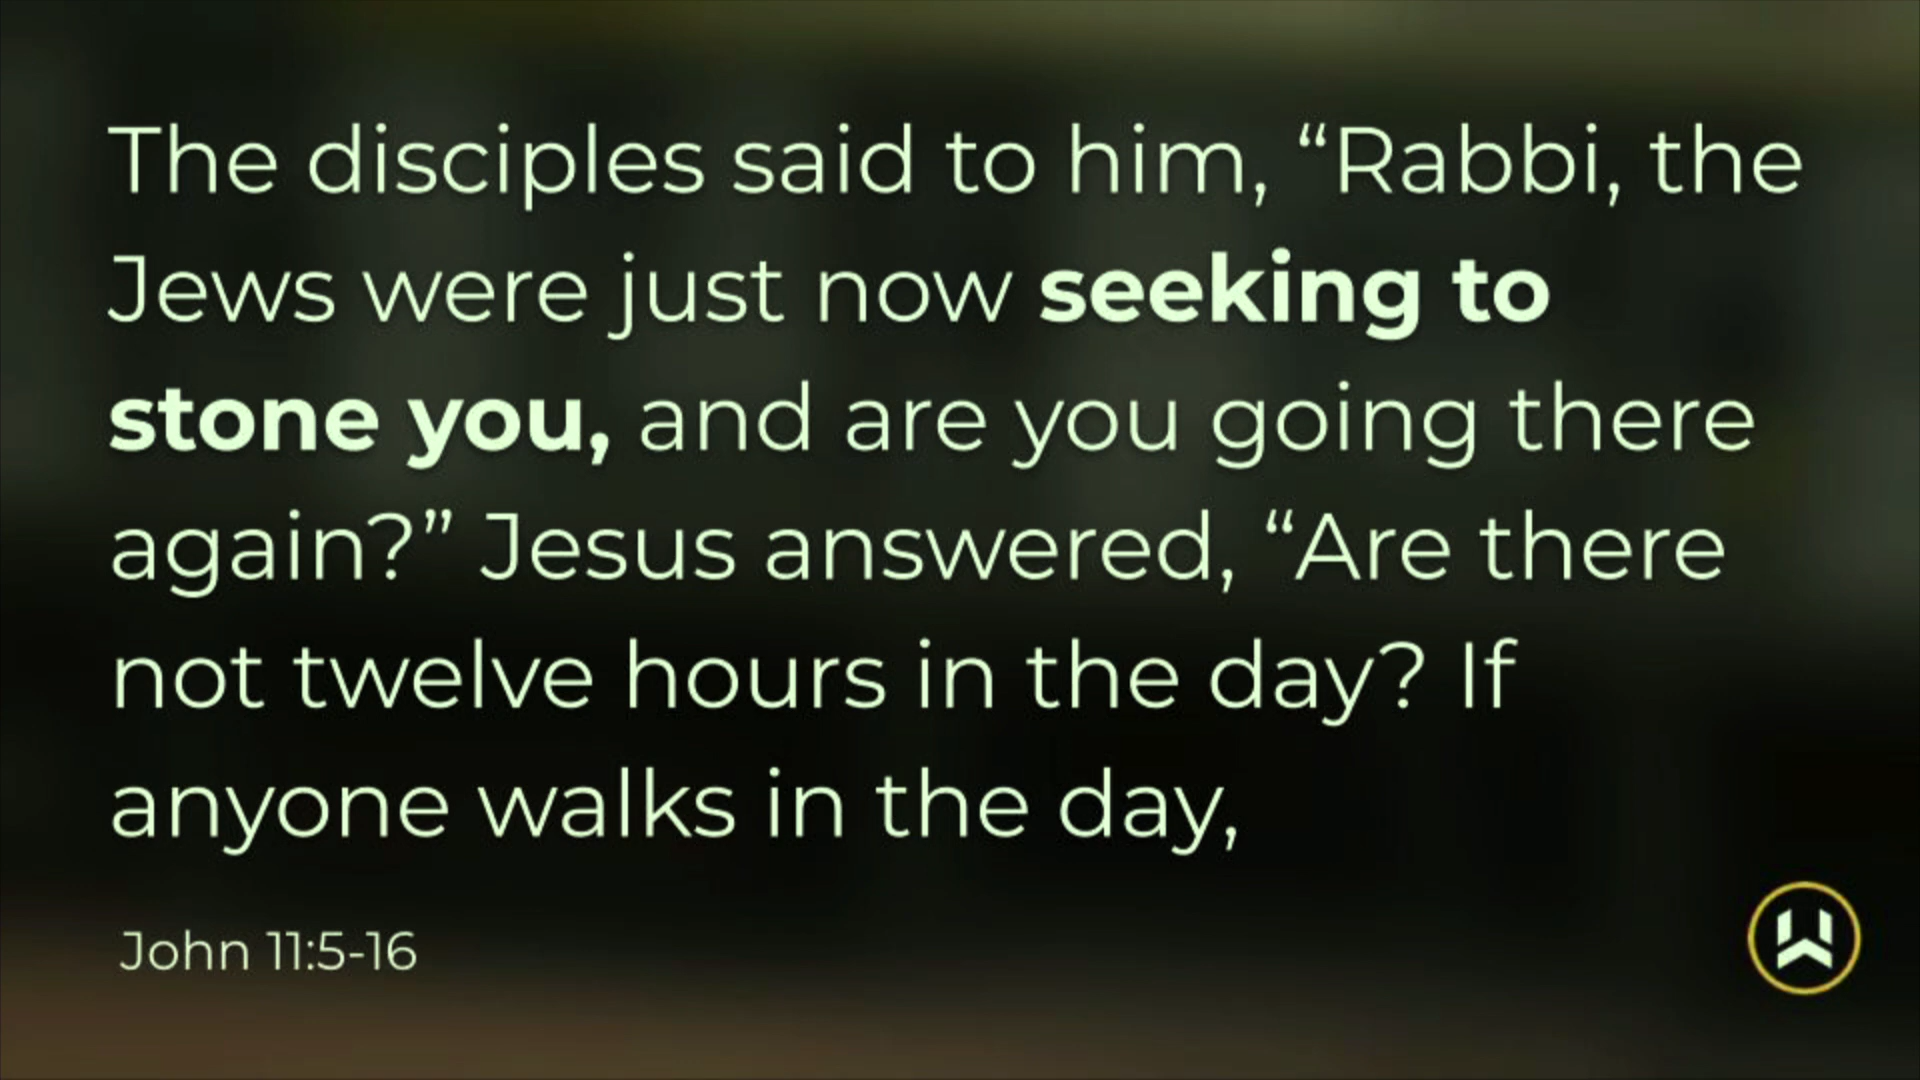 The disciples said to him, “Rabbi, the
Jews were just now seeking to
stone you, and are you going there
again?” Jesus answered, “Are there
not twelve hours in the day? If
anyone walks in the day,
John 11:5-16